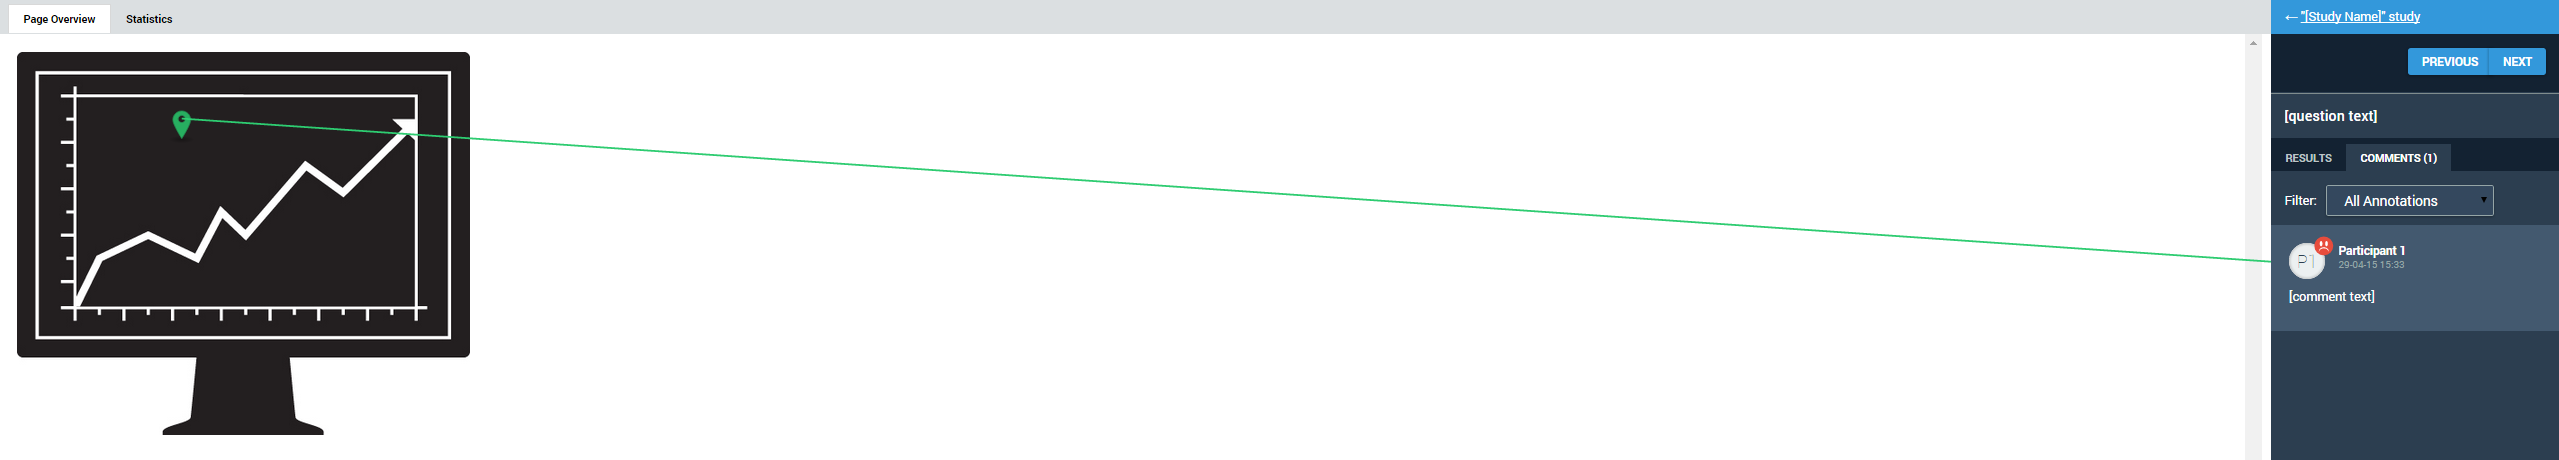 Page Overview
Statistics
←"[Study Name]" study
PREVIOUS
NEXT
[question text]
RESULTS
COMMENTS (1)
Filter:
All Annotations
P1
Participant 1
29-04-15 15:33
[comment text]